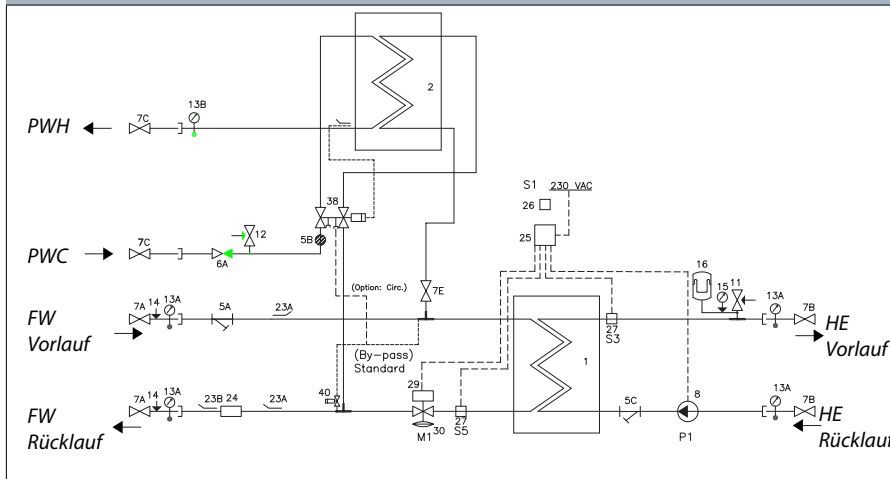 2
13B
7C
PWH
38
S1 230 VAC
26
12
5B
25
7C
PWC
6A
16
11
15
13A
(Option: Circ.)
7E
7A 14 13A
5A
23A
7B
FW
Vorlauf
27
S3
HE
Vorlauf
(By-pass)
Standard
1
40
29
8
7A 14 13A
23B 24
23A
5C
13A
7B
27
S5
M1 30
P1
FW
Rücklauf
HE
Rücklauf